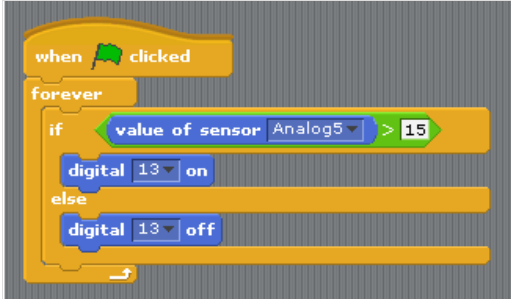 when clicked
forever
if value of sensor Analog5 > 15
digital 13 on
else
digital 13 off